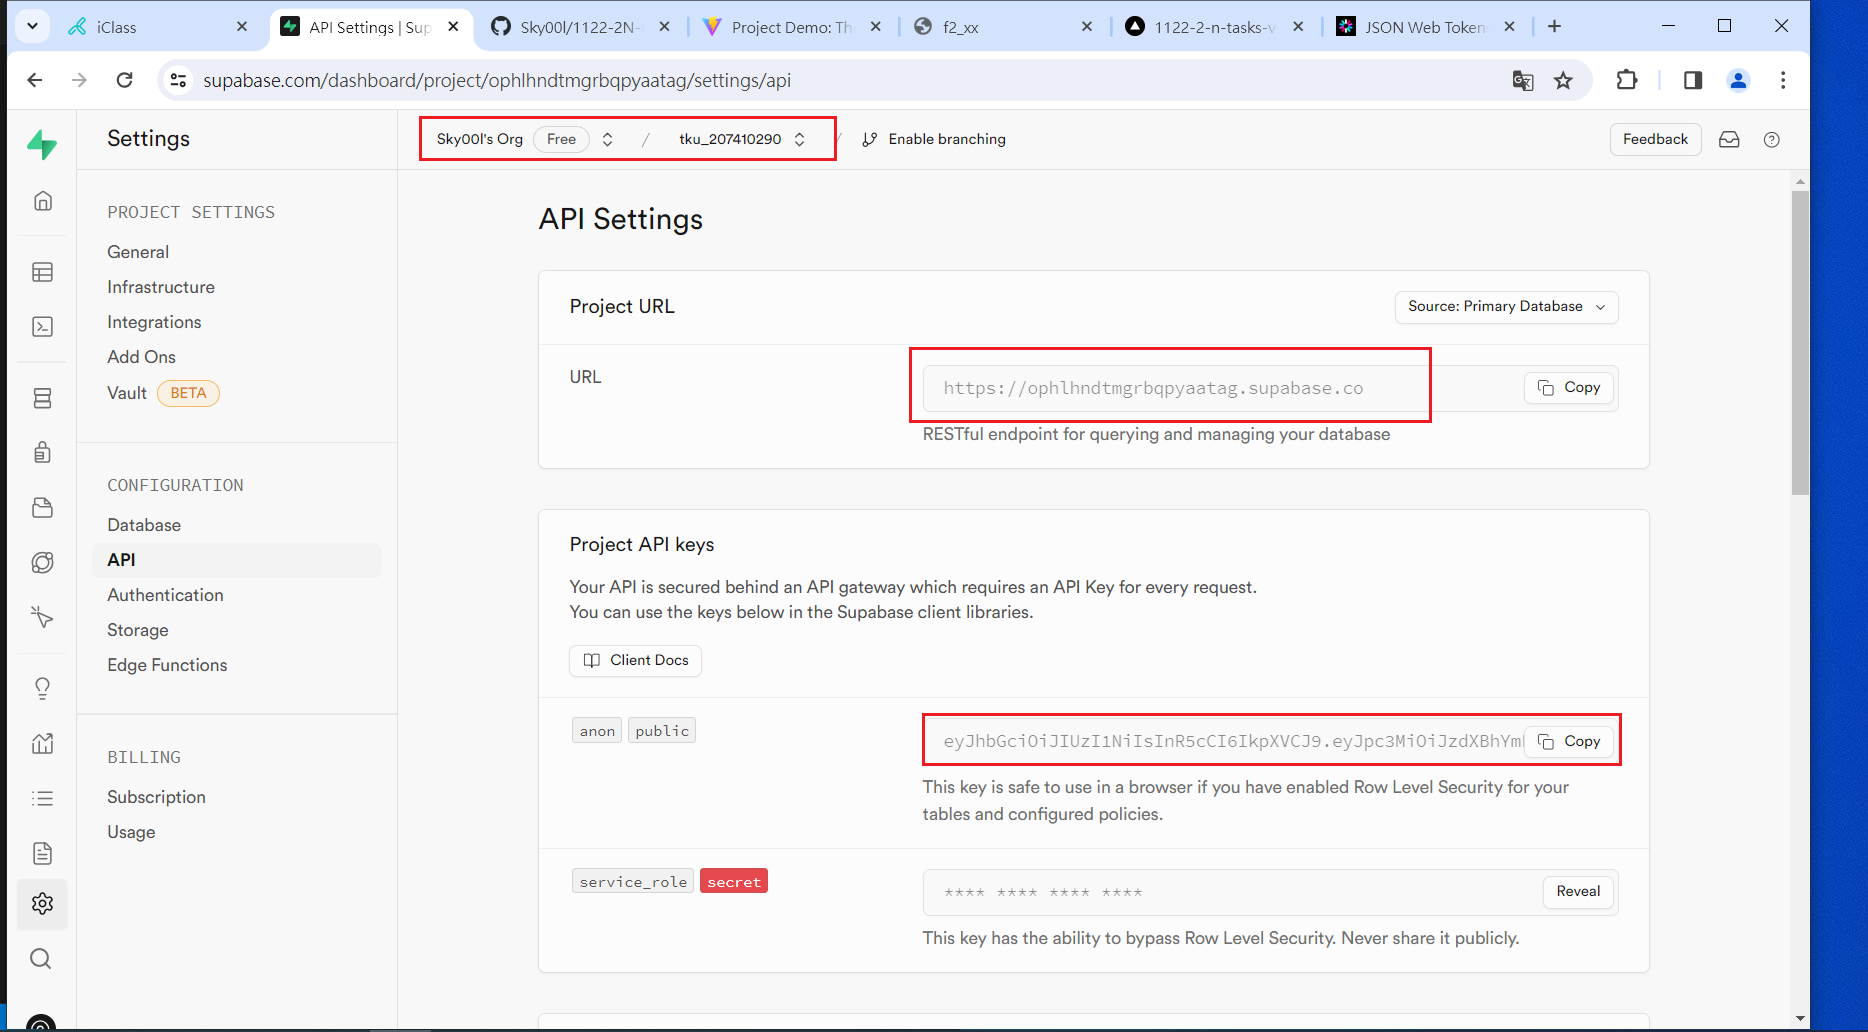 iClass
API Settings | Sup
Sky00l/1122-2N-
Project Demo: Th
f2_xx
1122-2-n-tasks-v
JSON Web Token
supabase.com/dashboard/project/ophlhndtmgrbqpyaatag/settings/api
Settings
Sky00l's Org Free / tku_207410290 / Enable branching
Feedback
PROJECT SETTINGS
General
Infrastructure
Integrations
Add Ons
Vault BETA
CONFIGURATION
Database
API
Authentication
Storage
Edge Functions
BILLING
Subscription
Usage
API Settings
Project URL
Source: Primary Database
URL
https://ophlhndtmgrbqpyaatag.supabase.co
Copy
RESTful endpoint for querying and managing your database
Project API keys
Your API is secured behind an API gateway which requires an API Key for every request.
You can use the keys below in the Supabase client libraries.
Client Docs
anon public
eyJhbGciOiJIUzI1NiIsInR5cCI6IkpXVCJ9.eyJpc3MiOiJzdXBhYm
Copy
This key is safe to use in a browser if you have enabled Row Level Security for your
tables and configured policies.
service_role secret
**** **** **** ****
Reveal
This key has the ability to bypass Row Level Security. Never share it publicly.